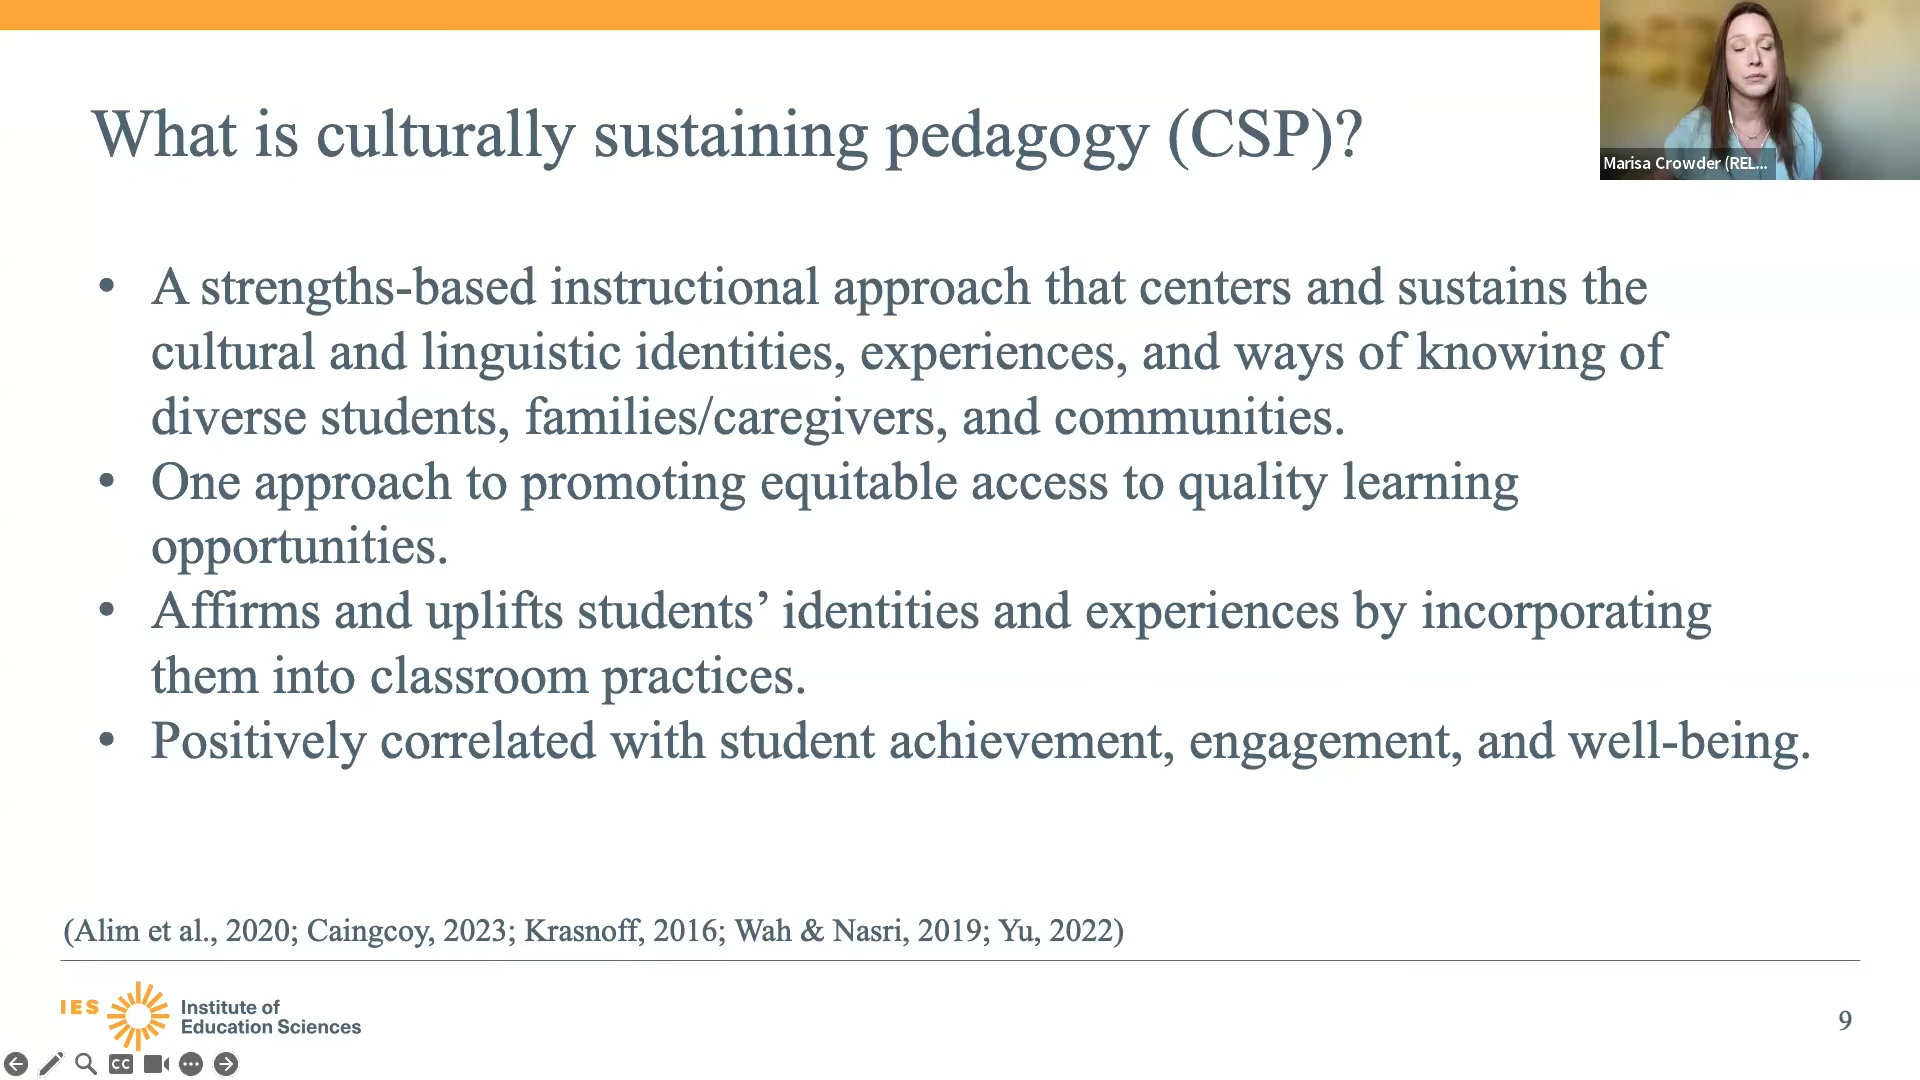 What is culturally sustaining pedagogy (CSP)?
Marisa Crowder (REL...
• A strengths-based instructional approach that centers and sustains the
cultural and linguistic identities, experiences, and ways of knowing of
diverse students, families/caregivers, and communities.
• One approach to promoting equitable access to quality learning
opportunities.
• Affirms and uplifts students’ identities and experiences by incorporating
them into classroom practices.
• Positively correlated with student achievement, engagement, and well-being.
(Alim et al., 2020; Caingcoy, 2023; Krasnoff, 2016; Wah & Nasri, 2019; Yu, 2022)
IES
Institute of
Education Sciences
9
CC